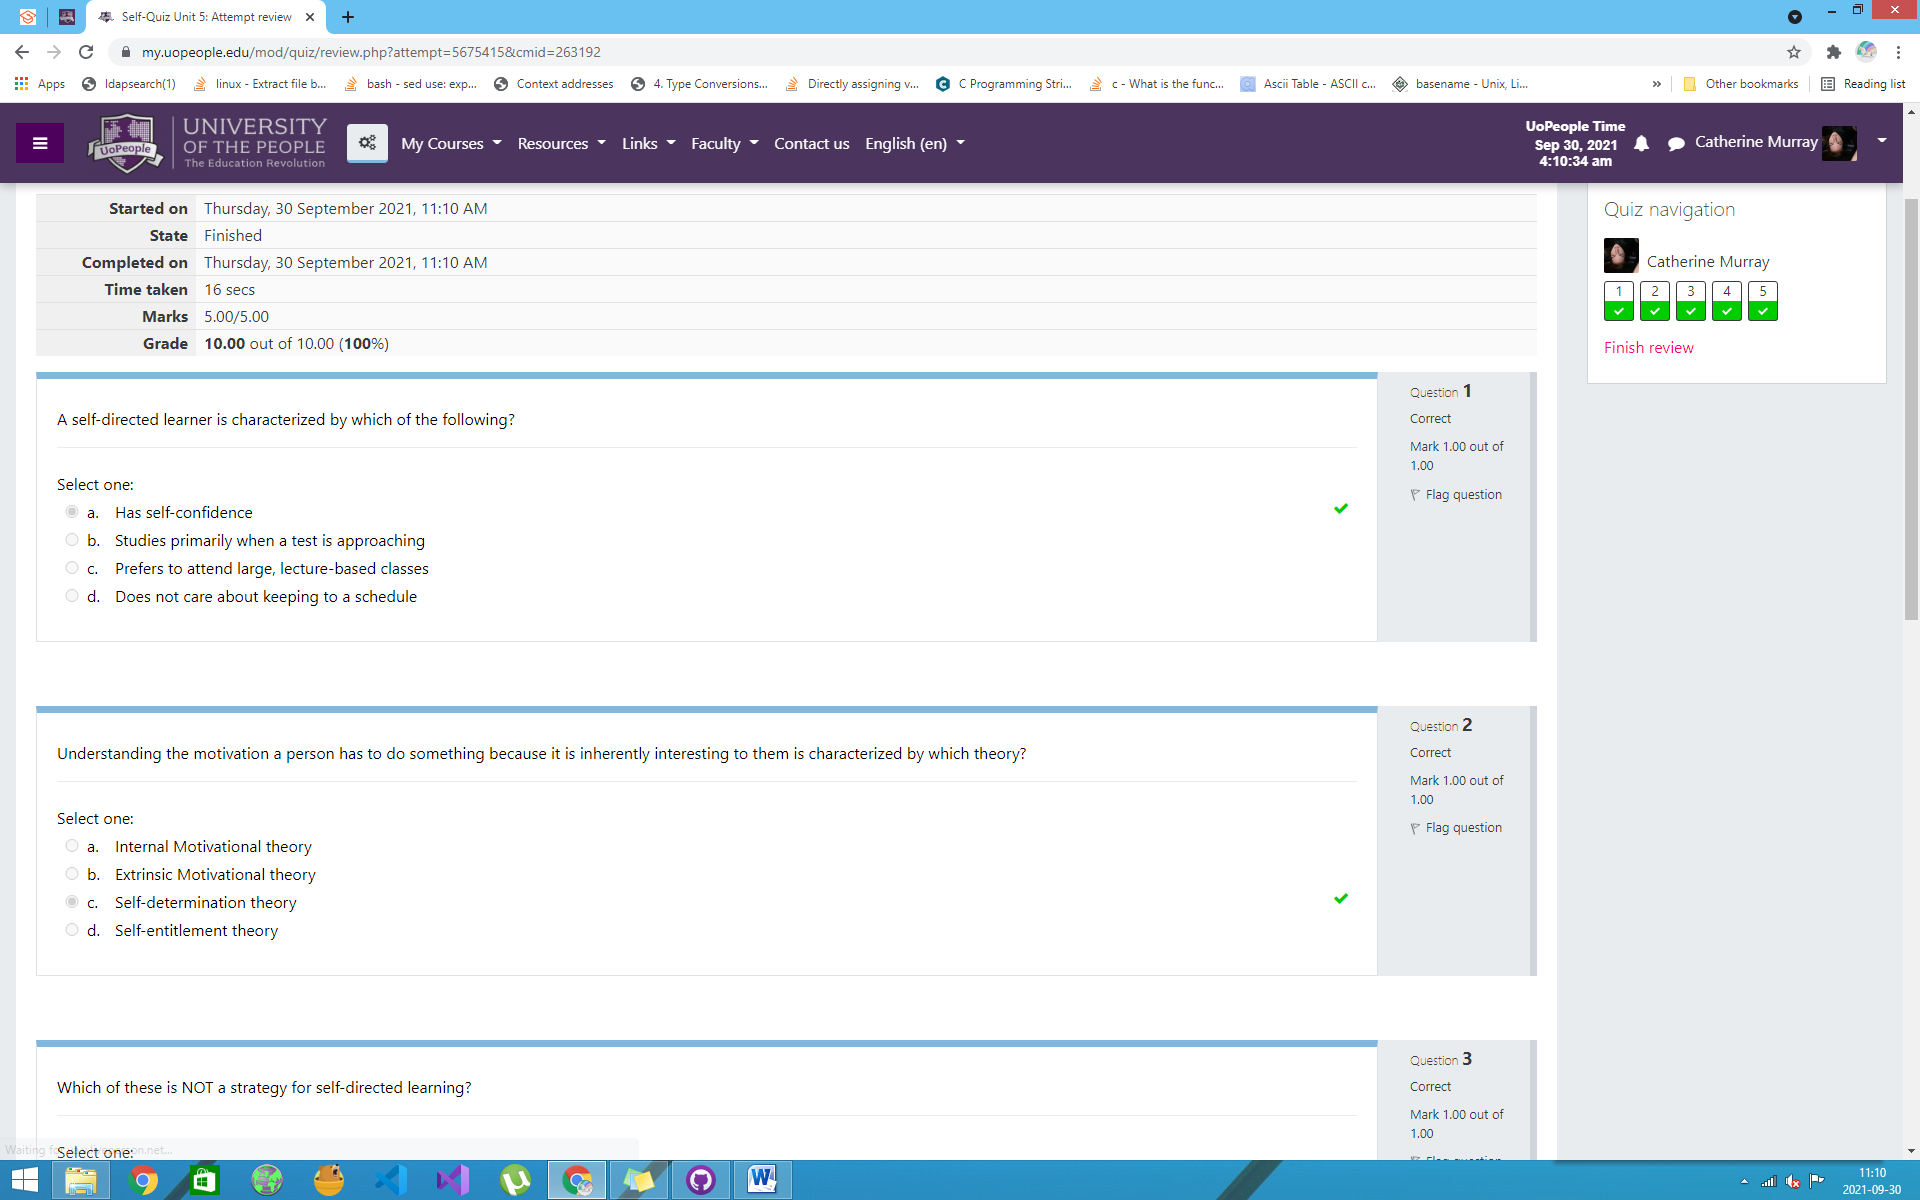 Self-Quiz Unit 5: Attempt review
my.uopeople.edu/mod/quiz/review.php?attempt=5675415&cmid=263192
Apps
ldapsearch(1)
linux - Extract file b...
bash - sed use: exp...
Context addresses
4. Type Conversions...
Directly assigning v...
C Programming Stri...
c - What is the func...
Ascii Table - ASCII c...
basename - Unix, Li...
Other bookmarks
Reading list
UoPeople
UNIVERSITY
OF THE PEOPLE
The Education Revolution
My Courses
Resources
Links
Faculty
Contact us
English (en)
UoPeople Time
Sep 30, 2021
4:10:34 am
Catherine Murray
Started on Thursday, 30 September 2021, 11:10 AM
State Finished
Completed on Thursday, 30 September 2021, 11:10 AM
Time taken 16 secs
Marks 5.00/5.00
Grade 10.00 out of 10.00 (100%)
Quiz navigation
Catherine Murray
1 2 3 4 5
Finish review
A self-directed learner is characterized by which of the following?
Select one:
a. Has self-confidence
b. Studies primarily when a test is approaching
c. Prefers to attend large, lecture-based classes
d. Does not care about keeping to a schedule
Question 1
Correct
Mark 1.00 out of
1.00
Flag question
Understanding the motivation a person has to do something because it is inherently interesting to them is characterized by which theory?
Select one:
a. Internal Motivational theory
b. Extrinsic Motivational theory
c. Self-determination theory
d. Self-entitlement theory
Question 2
Correct
Mark 1.00 out of
1.00
Flag question
Which of these is NOT a strategy for self-directed learning?
Select one:
Question 3
Correct
Mark 1.00 out of
1.00
Flag question
Waiting
11:10
2021-09-30